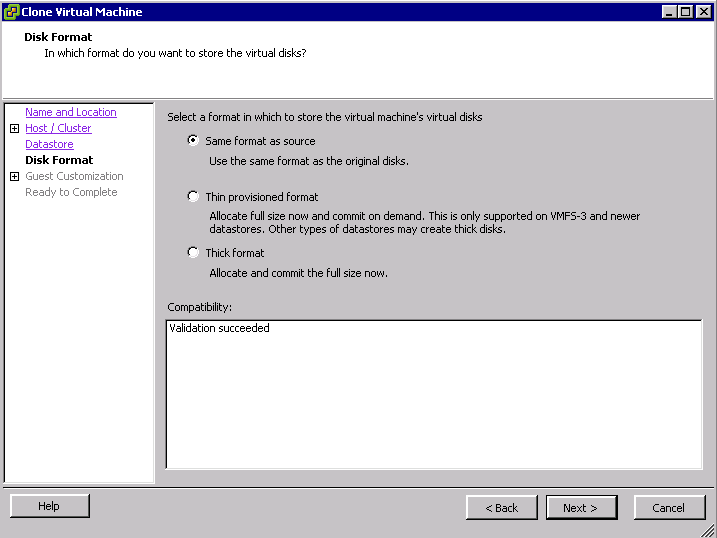 Clone Virtual Machine
Disk Format
In which format do you want to store the virtual disks?
Name and Location
Host / Cluster
Datastore
Disk Format
Guest Customization
Ready to Complete
Select a format in which to store the virtual machine's virtual disks
Same format as source
Use the same format as the original disks.
Thin provisioned format
Allocate full size now and commit on demand. This is only supported on VMFS-3 and newer
datastores. Other types of datastores may create thick disks.
Thick format
Allocate and commit the full size now.
Compatibility:
Validation succeeded
Help
< Back
Next >
Cancel